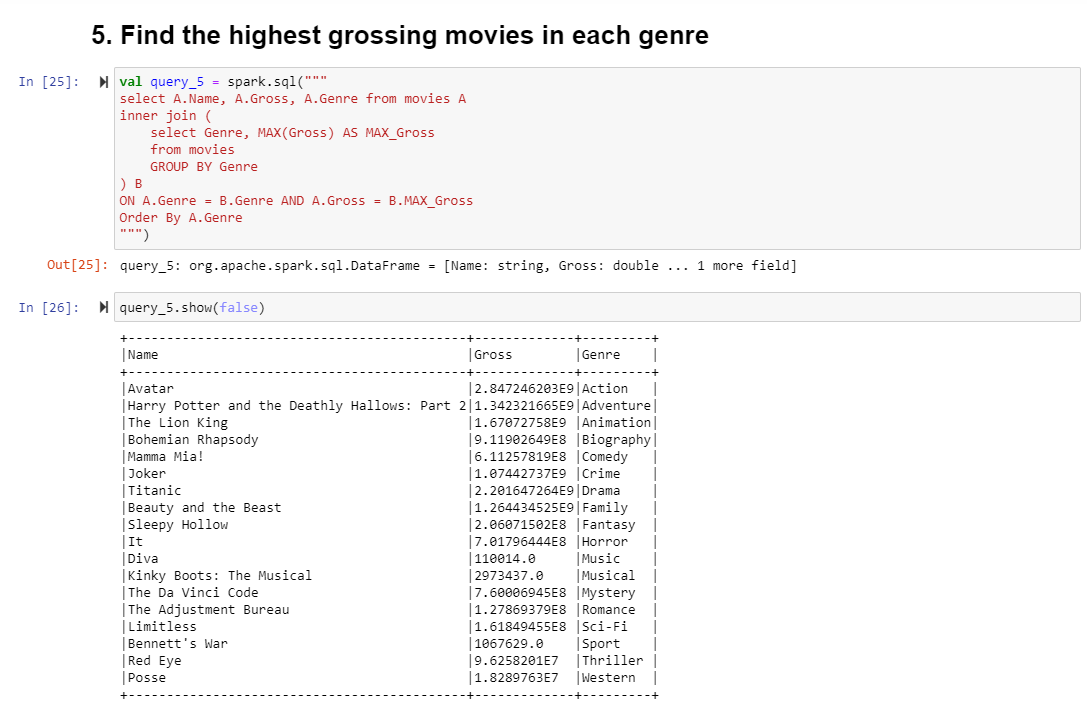 5. Find the highest grossing movies in each genre
In [25]: val query_5 = spark.sql("""
select A.Name, A.Gross, A.Genre from movies A
inner join (
    select Genre, MAX(Gross) AS MAX_Gross
    from movies
    GROUP BY Genre
) B
ON A.Genre = B.Genre AND A.Gross = B.MAX_Gross
Order By A.Genre
""")
Out[25]: query_5: org.apache.spark.sql.DataFrame = [Name: string, Gross: double ... 1 more field]
In [26]: query_5.show(false)
+--------------------------------------------+-------------+---------+
|Name                                        |Gross        |Genre    |
+--------------------------------------------+-------------+---------+
|Avatar                                      |2.847246203E9|Action   |
|Harry Potter and the Deathly Hallows: Part 2|1.342321665E9|Adventure|
|The Lion King                               |1.67072758E9 |Animation|
|Bohemian Rhapsody                           |9.11902649E8 |Biography|
|Mamma Mia!                                  |6.11257819E8 |Comedy   |
|Joker                                       |1.07442737E9 |Crime    |
|Titanic                                     |2.201647264E9|Drama    |
|Beauty and the Beast                        |1.264434525E9|Family   |
|Sleepy Hollow                               |2.06071502E8 |Fantasy  |
|It                                          |7.01796444E8 |Horror   |
|Diva                                        |110014.0     |Music    |
|Kinky Boots: The Musical                    |2973437.0    |Musical  |
|The Da Vinci Code                           |7.60006945E8 |Mystery  |
|The Adjustment Bureau                       |1.27869379E8 |Romance  |
|Limitless                                   |1.61849455E8 |Sci-Fi   |
|Bennett's War                               |1067629.0    |Sport    |
|Red Eye                                     |9.6258201E7  |Thriller |
|Posse                                       |1.8289763E7  |Western  |
+--------------------------------------------+-------------+---------+